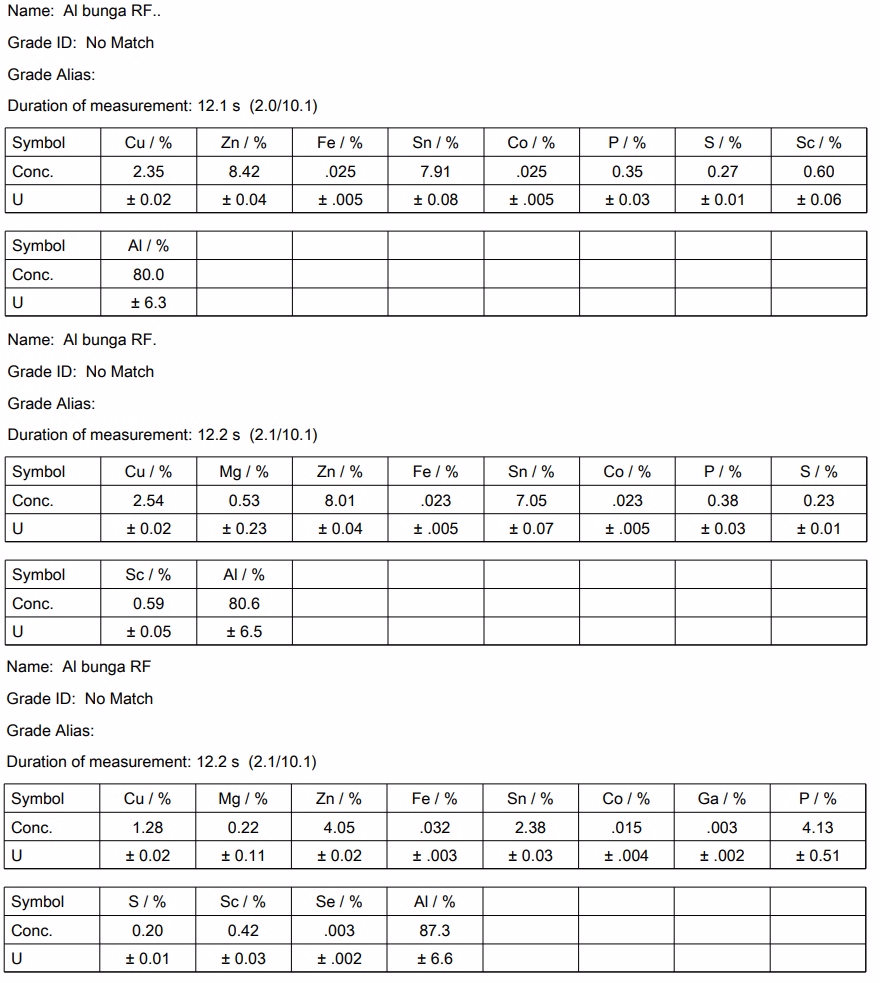 Name: Al bunga RF..
Grade ID: No Match
Grade Alias:
Duration of measurement: 12.1 s (2.0/10.1)
Symbol Cu / % Zn / % Fe / % Sn / % Co / % P / % S / % Sc / %
Conc. 2.35 8.42 .025 7.91 .025 0.35 0.27 0.60
U ± 0.02 ± 0.04 ± .005 ± 0.08 ± .005 ± 0.03 ± 0.01 ± 0.06
Symbol Al / %
Conc. 80.0
U ± 6.3
Name: Al bunga RF.
Grade ID: No Match
Grade Alias:
Duration of measurement: 12.2 s (2.1/10.1)
Symbol Cu / % Mg / % Zn / % Fe / % Sn / % Co / % P / % S / %
Conc. 2.54 0.53 8.01 .023 7.05 .023 0.38 0.23
U ± 0.02 ± 0.23 ± 0.04 ± .005 ± 0.07 ± .005 ± 0.03 ± 0.01
Symbol Sc / % Al / %
Conc. 0.59 80.6
U ± 0.05 ± 6.5
Name: Al bunga RF
Grade ID: No Match
Grade Alias:
Duration of measurement: 12.2 s (2.1/10.1)
Symbol Cu / % Mg / % Zn / % Fe / % Sn / % Co / % Ga / % P / %
Conc. 1.28 0.22 4.05 .032 2.38 .015 .003 4.13
U ± 0.02 ± 0.11 ± 0.02 ± .003 ± 0.03 ± .004 ± .002 ± 0.51
Symbol S / % Sc / % Se / % Al / %
Conc. 0.20 0.42 .003 87.3
U ± 0.01 ± 0.03 ± .002 ± 6.6